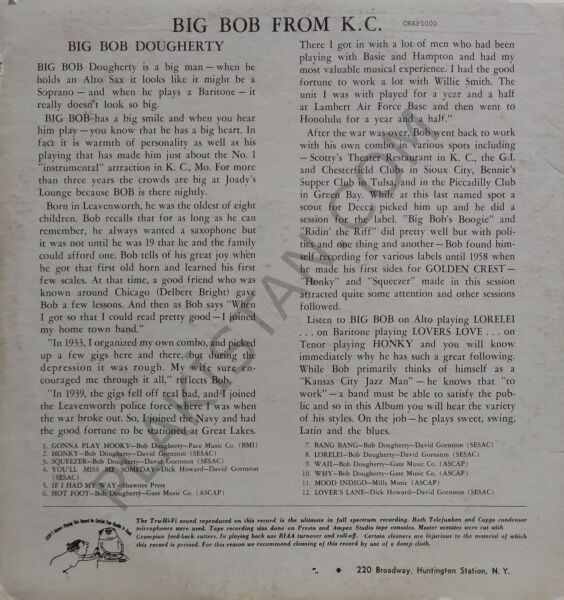 BIG BOB FROM K.C.
CRSP1000
BIG BOB DOUGHERTY
BIG BOB Dougherty is a big man — when he
holds an Alto Sax it looks like it might be a
Soprano — and when he plays a Baritone — it
really doesn't look so big.
BIG BOB has a big smile and when you hear
him play — you know that he has a big heart. In
fact it is warmth of personality as well as his
playing that has made him just about the No. 1
"instrumental" attraction in K. C., Mo. For more
than three years the crowds are big at Joady's
Lounge because BOB is there nightly.
Born in Leavenworth, he was the oldest of eight
children. Bob recalls that for as long as he can
remember, he always wanted a saxophone but
it was not until he was 19 that he and the family
could afford one. Bob tells of his great joy when
he got that first old horn and learned his first
few scales. At that time, a good friend who was
known around Chicago (Delbert Bright) gave
Bob a few lessons. And then as Bob says "When
I got so that I could read pretty good — I joined
my home town band."
"In 1933, I organized my own combo, and picked
up a few gigs here and there, but during the
depression it was rough. My wife sure en-
couraged me through it all," reflects Bob.
"In 1939, the gigs fell off real bad, and I joined
the Leavenworth police force where I was when
the war broke out. So, I joined the Navy and had
the good fortune to be stationed at Great Lakes.
There I got in with a lot of men who had been
playing with Basie and Hampton and had my
most valuable musical experience. I had the good
fortune to work a lot with Willie Smith. The
unit I was with played for a year and a half
at Lambert Air Force Base and then went to
Honolulu for a year and a half."
After the war was over, Bob went back to work
with his own combo in various spots including
— Scotty's Theater Restaurant in K. C., the G.I.
and Chesterfield Clubs in Sioux City, Bennie's
Supper Club in Tulsa, and in the Piccadilly Club
in Green Bay. While at this last named spot a
scout for Decca picked him up and he did a
session for the label. "Big Bob's Boogie" and
"Ridin' the Riff" did pretty well but with poli-
tics and one thing and another — Bob found him-
self recording for various labels until 1958 when
he made his first sides for GOLDEN CREST —
"Honky" and "Squeezer" made in this session
attracted quite some attention and other sessions
followed.
Listen to BIG BOB on Alto playing LORELEI
. . . on Baritone playing LOVERS LOVE . . . on
Tenor playing HONKY and you will know
immediately why he has such a great following.
While Bob primarily thinks of himself as a
"Kansas City Jazz Man" — he knows that "to
work" — a band must be able to satisfy the pub-
lic and so in this Album you will hear the variety
of his styles. On the job — he plays sweet, swing,
Latin and the blues.
1. GONNA PLAY HOOKY—Bob Dougherty—Pace Music Co. (BMI)
2. HONKY—Bob Dougherty—David Gornston (SESAC)
3. SQUEEZER—Bob Dougherty—David Gornston (SESAC)
4. YOU'LL MISS ME SOMEDAY—Dick Howard—David Gornston
(SESAC)
5. IF I HAD MY WAY—Shawnee Press
6. HOT FOOT—Bob Dougherty—Gate Music Co. (ASCAP)
7. BANG BANG—Bob Dougherty—David Gornston (SESAC)
8. LORELEI—Bob Dougherty—David Gornston (SESAC)
9. WAIL—Bob Dougherty—Gate Music Co. (ASCAP)
10. WHY—Bob Dougherty—Gate Music Co. (ASCAP)
11. MOOD INDIGO—Mills Music (ASCAP)
12. LOVER'S LANE—Dick Howard—David Gornston (SESAC)
The Tru-Hi-Fi sound reproduced on this record is the ultimate in full spectrum recording. Both Telefunken and Capps condenser
microphones were used. Tape recording was done on Presto and Ampex Studio tape consoles. Master acetates were cut with
Grampian feed-back cutters. In playing back use RIAA turnover and roll-off. Certain cleaners are injurious to the material of which
this record is pressed. For this reason we recommend cleaning of this record by use of a damp cloth.
220 Broadway, Huntington Station, N. Y.
PLAKISTAN.COM